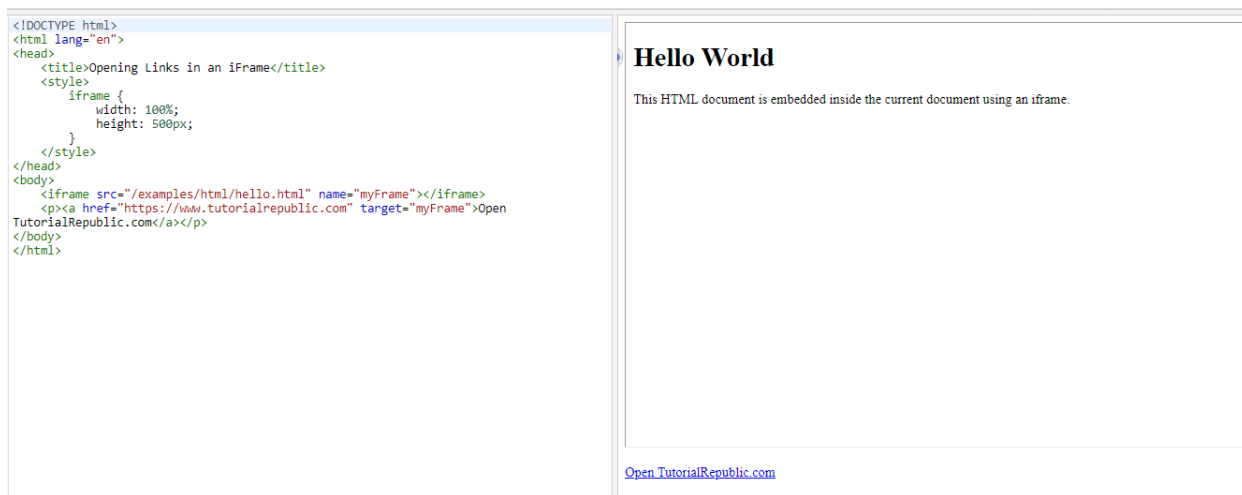 <!DOCTYPE html>
<html lang="en">
<head>
    <title>Opening Links in an iFrame</title>
    <style>
        iframe {
            width: 100%;
            height: 500px;
        }
    </style>
</head>
<body>
    <iframe src="/examples/html/hello.html" name="myFrame"></iframe>
    <p><a href="https://www.tutorialrepublic.com" target="myFrame">Open
TutorialRepublic.com</a></p>
</body>
</html>
Hello World
This HTML document is embedded inside the current document using an iframe.
Open TutorialRepublic.com